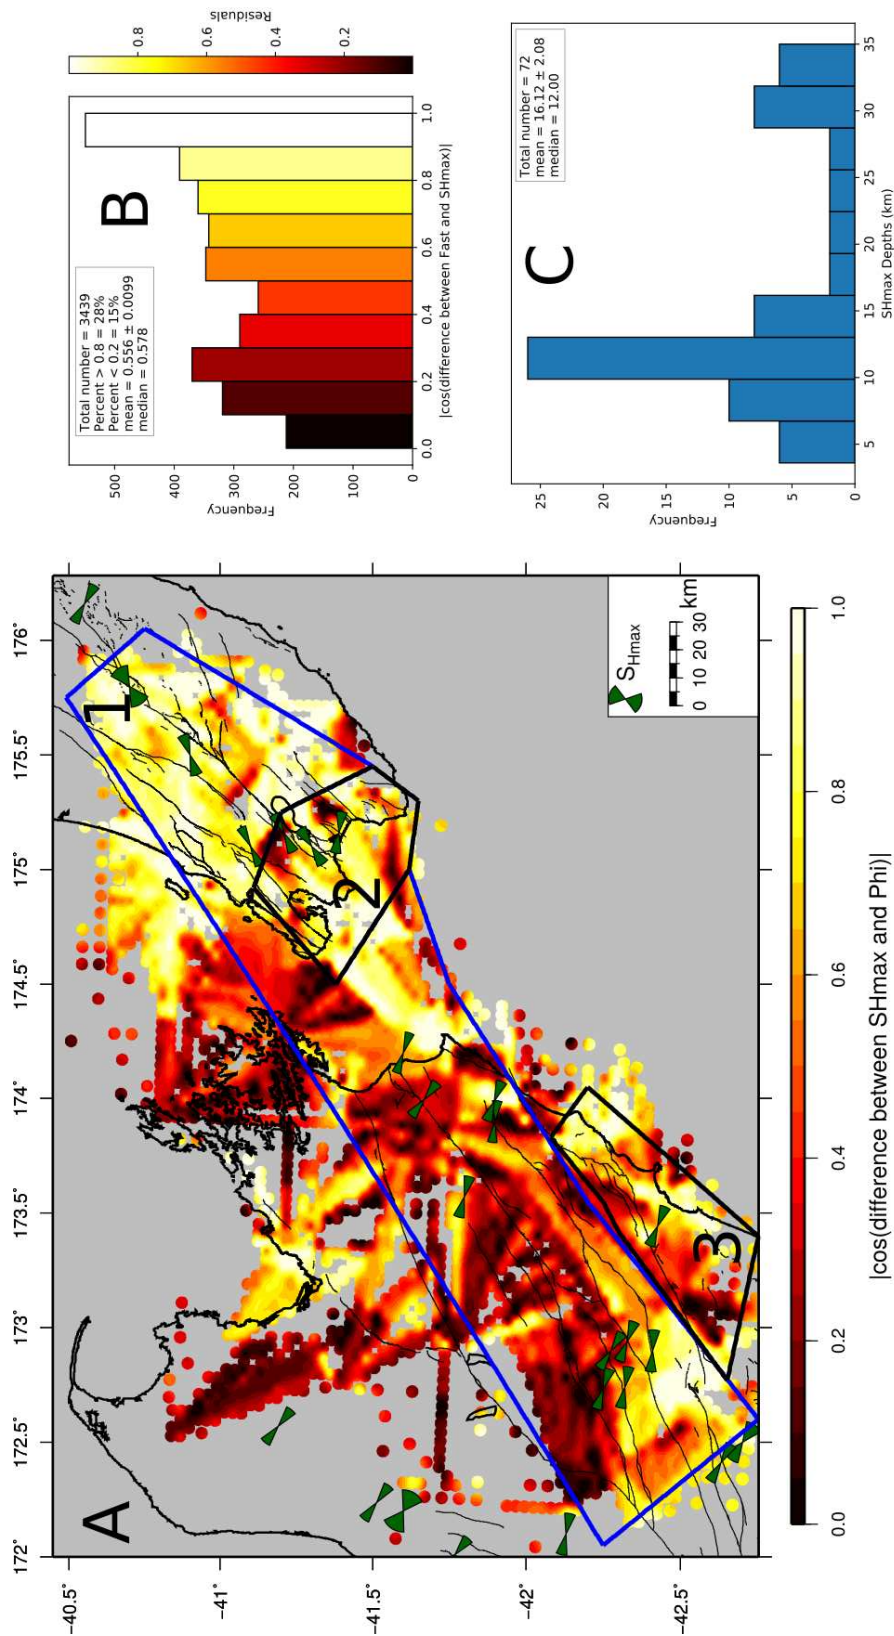 A
172˚
172.5˚
173˚
173.5˚
174˚
174.5˚
175˚
175.5˚
176˚
−40.5˚
−41˚
−41.5˚
−42˚
−42.5˚
1
2
3
SHmax
km
0 10 20 30
0.0 0.2 0.4 0.6 0.8 1.0
|cos(difference between SHmax and Phi)|
B
Total number = 3439
Percent > 0.8 = 28%
Percent < 0.2 = 15%
mean = 0.556 ± 0.0099
median = 0.578
Frequency
500
400
300
200
100
0
0.0 0.2 0.4 0.6 0.8 1.0
|cos(difference between Fast and SHmax)|
0.8
0.6
0.4
0.2
Residuals
C
Total number = 72
mean = 16.12 ± 2.08
median = 12.00
Frequency
25
20
15
10
5
0
5 10 15 20 25 30 35
SHmax Depths (km)